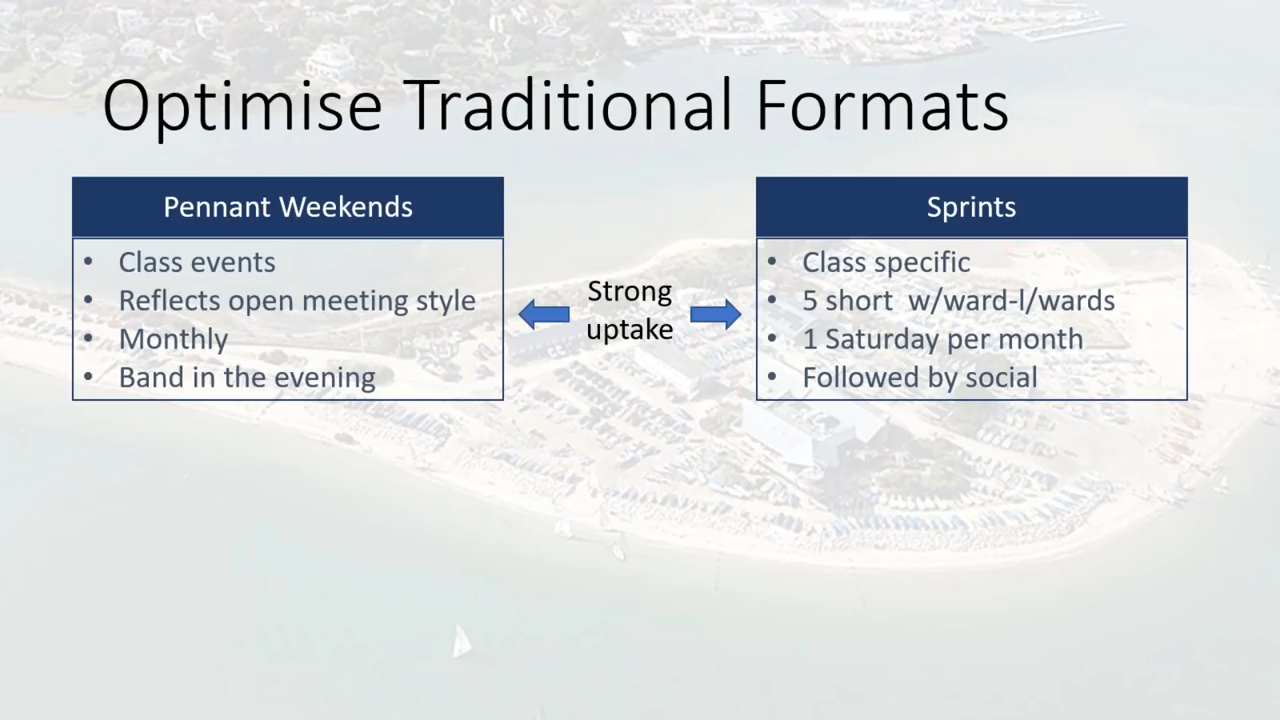 Optimise Traditional Formats
Pennant Weekends
• Class events
• Reflects open meeting style
• Monthly
• Band in the evening
Strong
uptake
Sprints
• Class specific
• 5 short  w/ward-l/wards
• 1 Saturday per month
• Followed by social